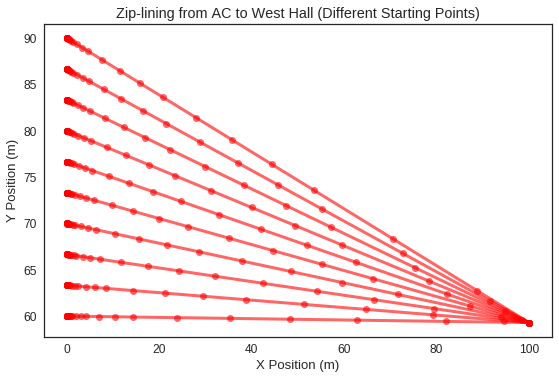 Zip-lining from AC to West Hall (Different Starting Points)
90
85
80
75
70
65
60
Y Position (m)
0 20 40 60 80 100
X Position (m)